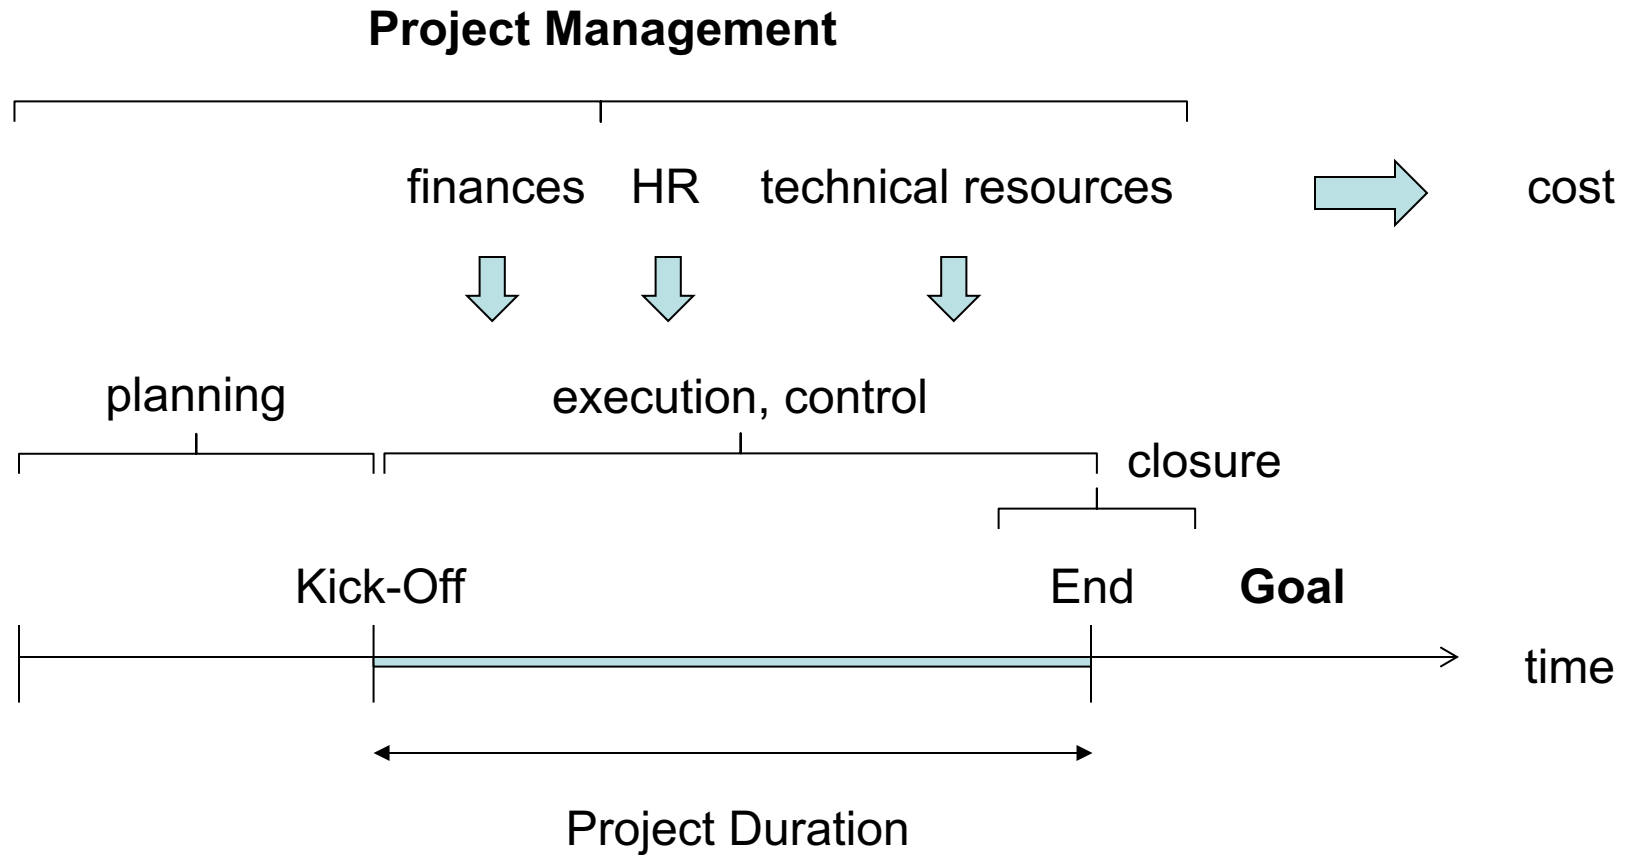 Project Management
finances HR technical resources cost
planning execution, control
closure
Kick-Off End Goal
time
Project Duration